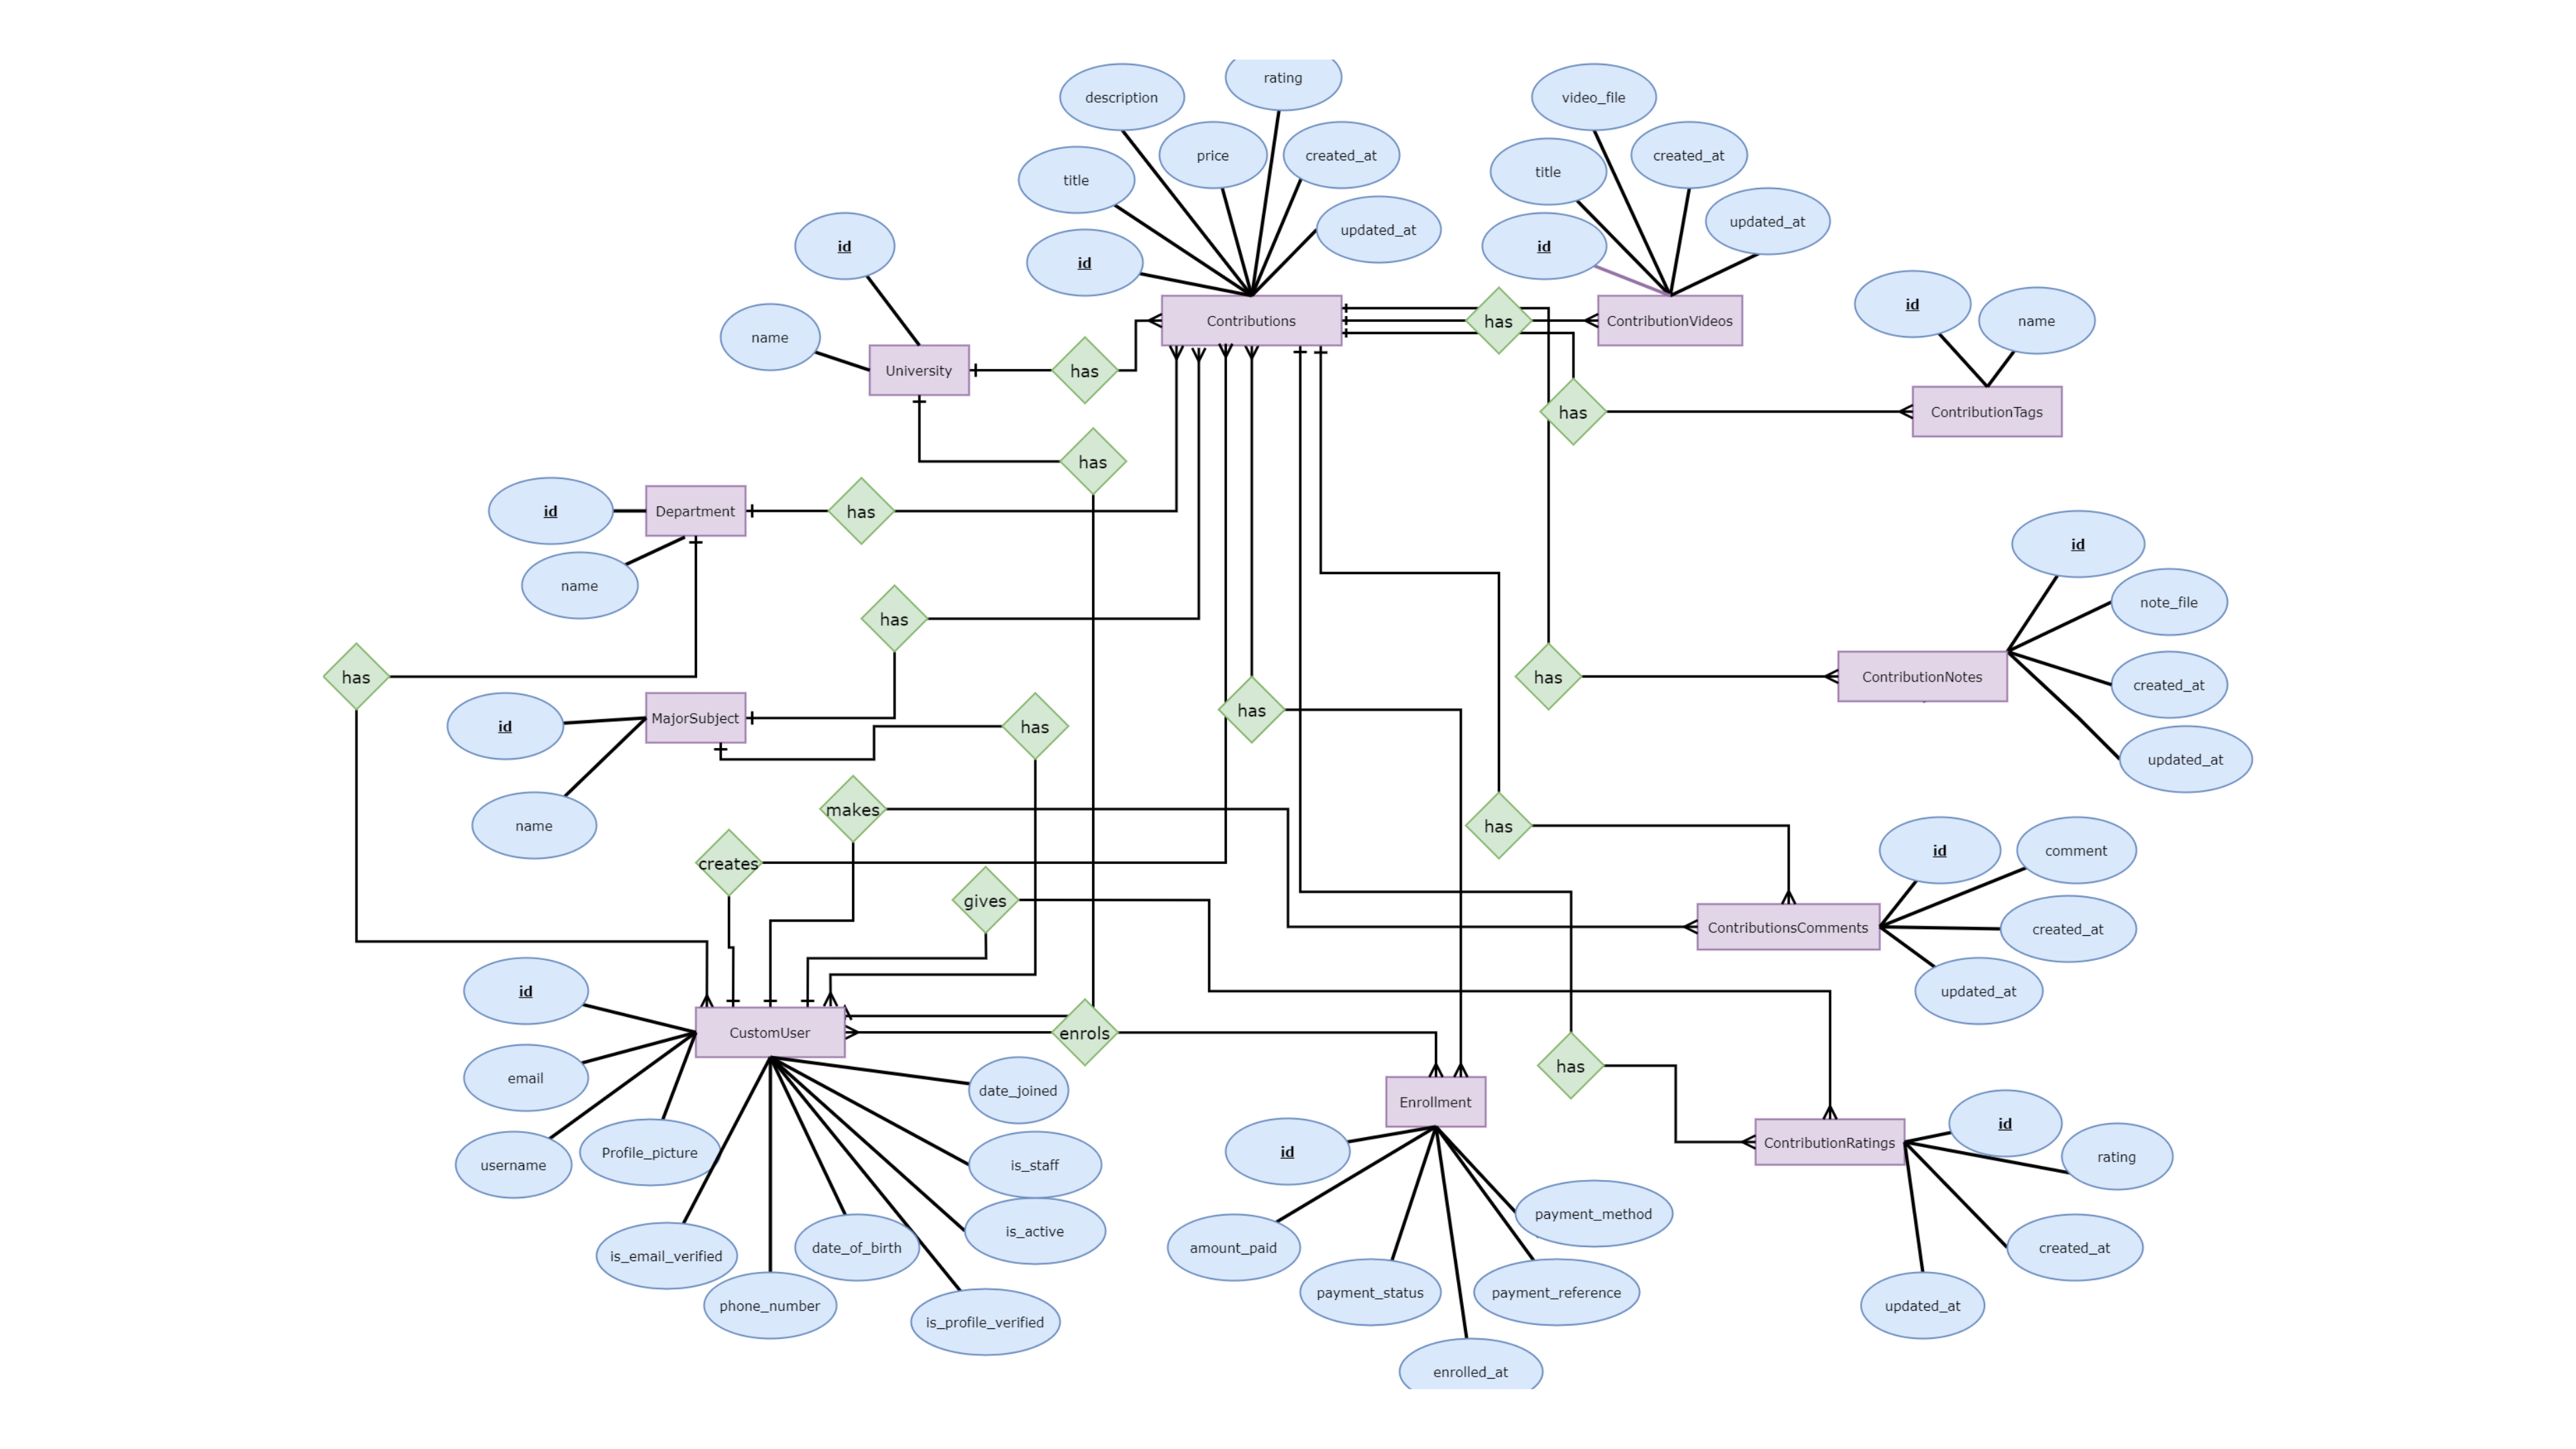 rating
description
video_file
price
created_at
created_at
title
title
updated_at
updated_at
id
id
id
id
name
Contributions
has
ContributionVideos
name
University
has
has
ContributionTags
has
id
Department
has
id
name
note_file
has
has
has
ContributionNotes
created_at
id
MajorSubject
has
has
updated_at
makes
name
has
id
comment
creates
gives
ContributionsComments
created_at
id
updated_at
CustomUser
enrols
has
email
date_joined
Enrollment
id
ContributionRatings
id
rating
Profile_picture
username
is_staff
payment_method
is_active
date_of_birth
amount_paid
created_at
is_email_verified
payment_status
payment_reference
phone_number
updated_at
is_profile_verified
enrolled_at